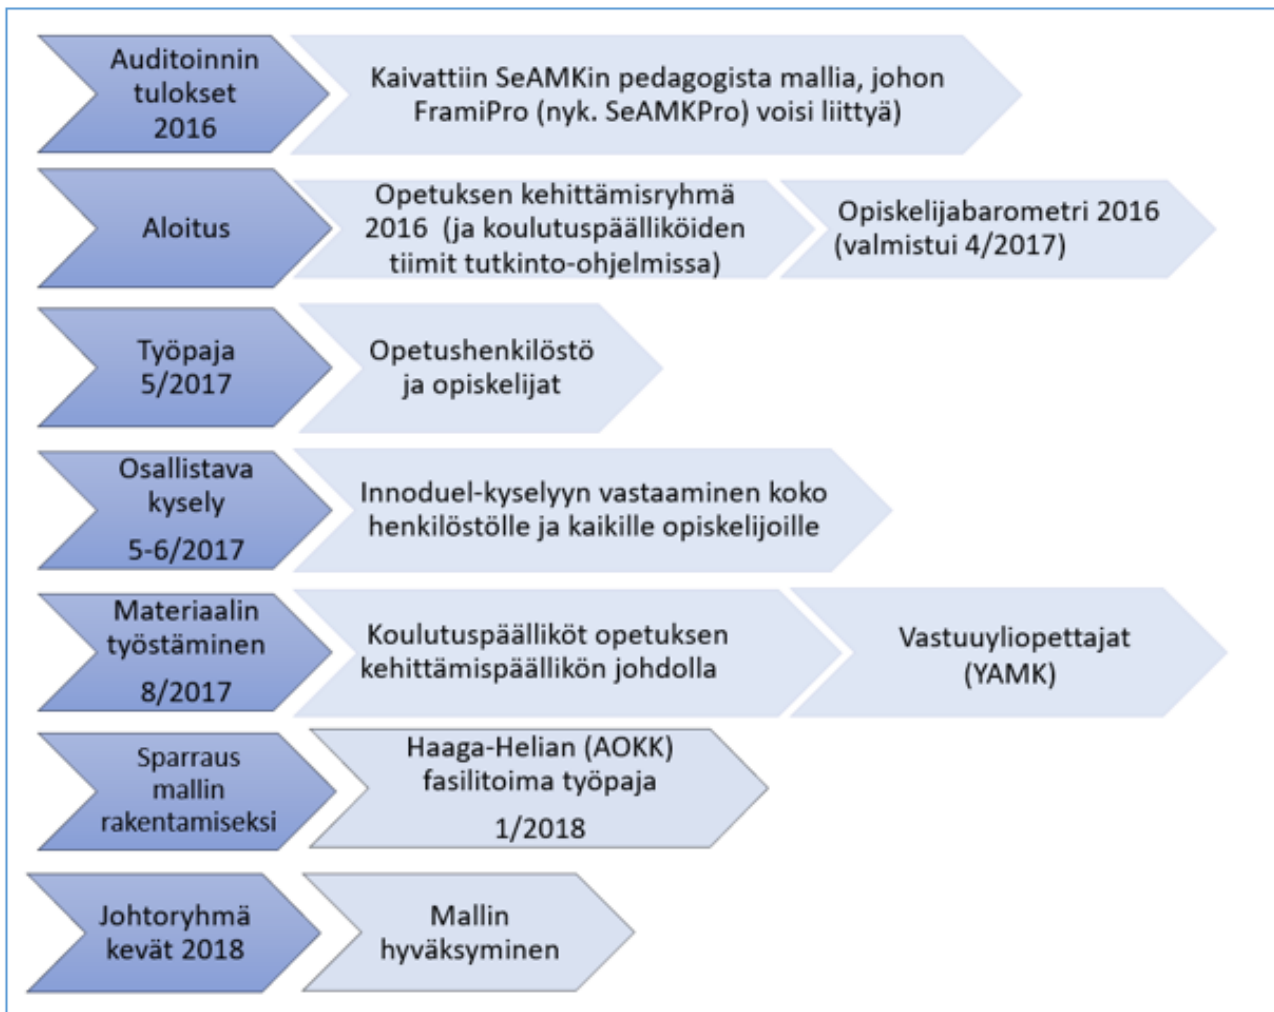 Auditoinnin
tulokset
2016
Kaivattiin SeAMKin pedagogista mallia, johon
FramiPro (nyk. SeAMKPro) voisi liittyä)
Aloitus
Opetuksen kehittämisryhmä
2016 (ja koulutuspäälliköiden
tiimit tutkinto-ohjelmissa)
Opiskelijabarometri 2016
(valmistui 4/2017)
Työpaja
5/2017
Opetushenkilöstö
ja opiskelijat
Osallistava
kysely
5-6/2017
Innoduel-kyselyyn vastaaminen koko
henkilöstölle ja kaikille opiskelijoille
Materiaalin
työstäminen
8/2017
Koulutuspäälliköt opetuksen
kehittämispäällikön johdolla
Vastuuyliopettajat
(YAMK)
Sparraus
mallin
rakentamiseksi
Haaga-Helian (AOKK)
fasilitoima työpaja
1/2018
Johtoryhmä
kevät 2018
Mallin
hyväksyminen